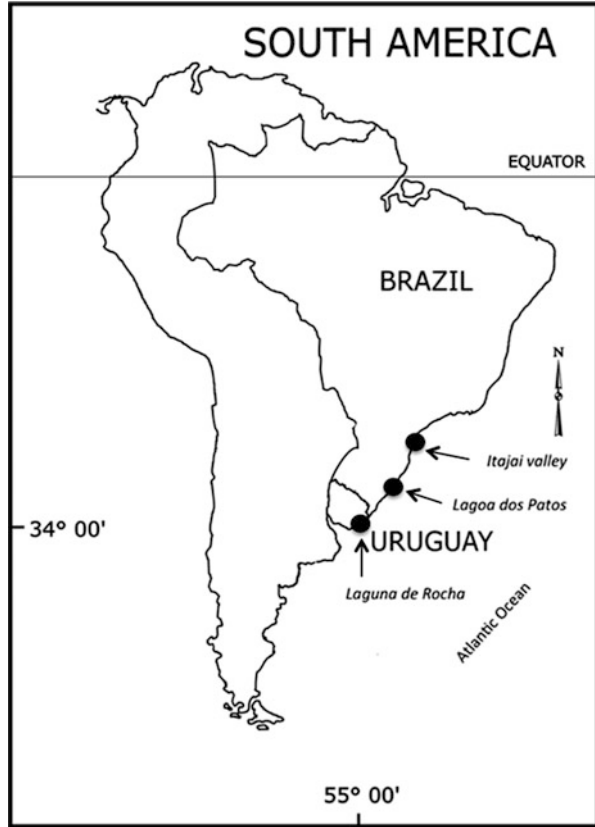 SOUTH AMERICA
EQUATOR
BRAZIL
N
Itajai valley
Lagoa dos Patos
34° 00'
URUGUAY
Laguna de Rocha
Atlantic Ocean
55° 00'